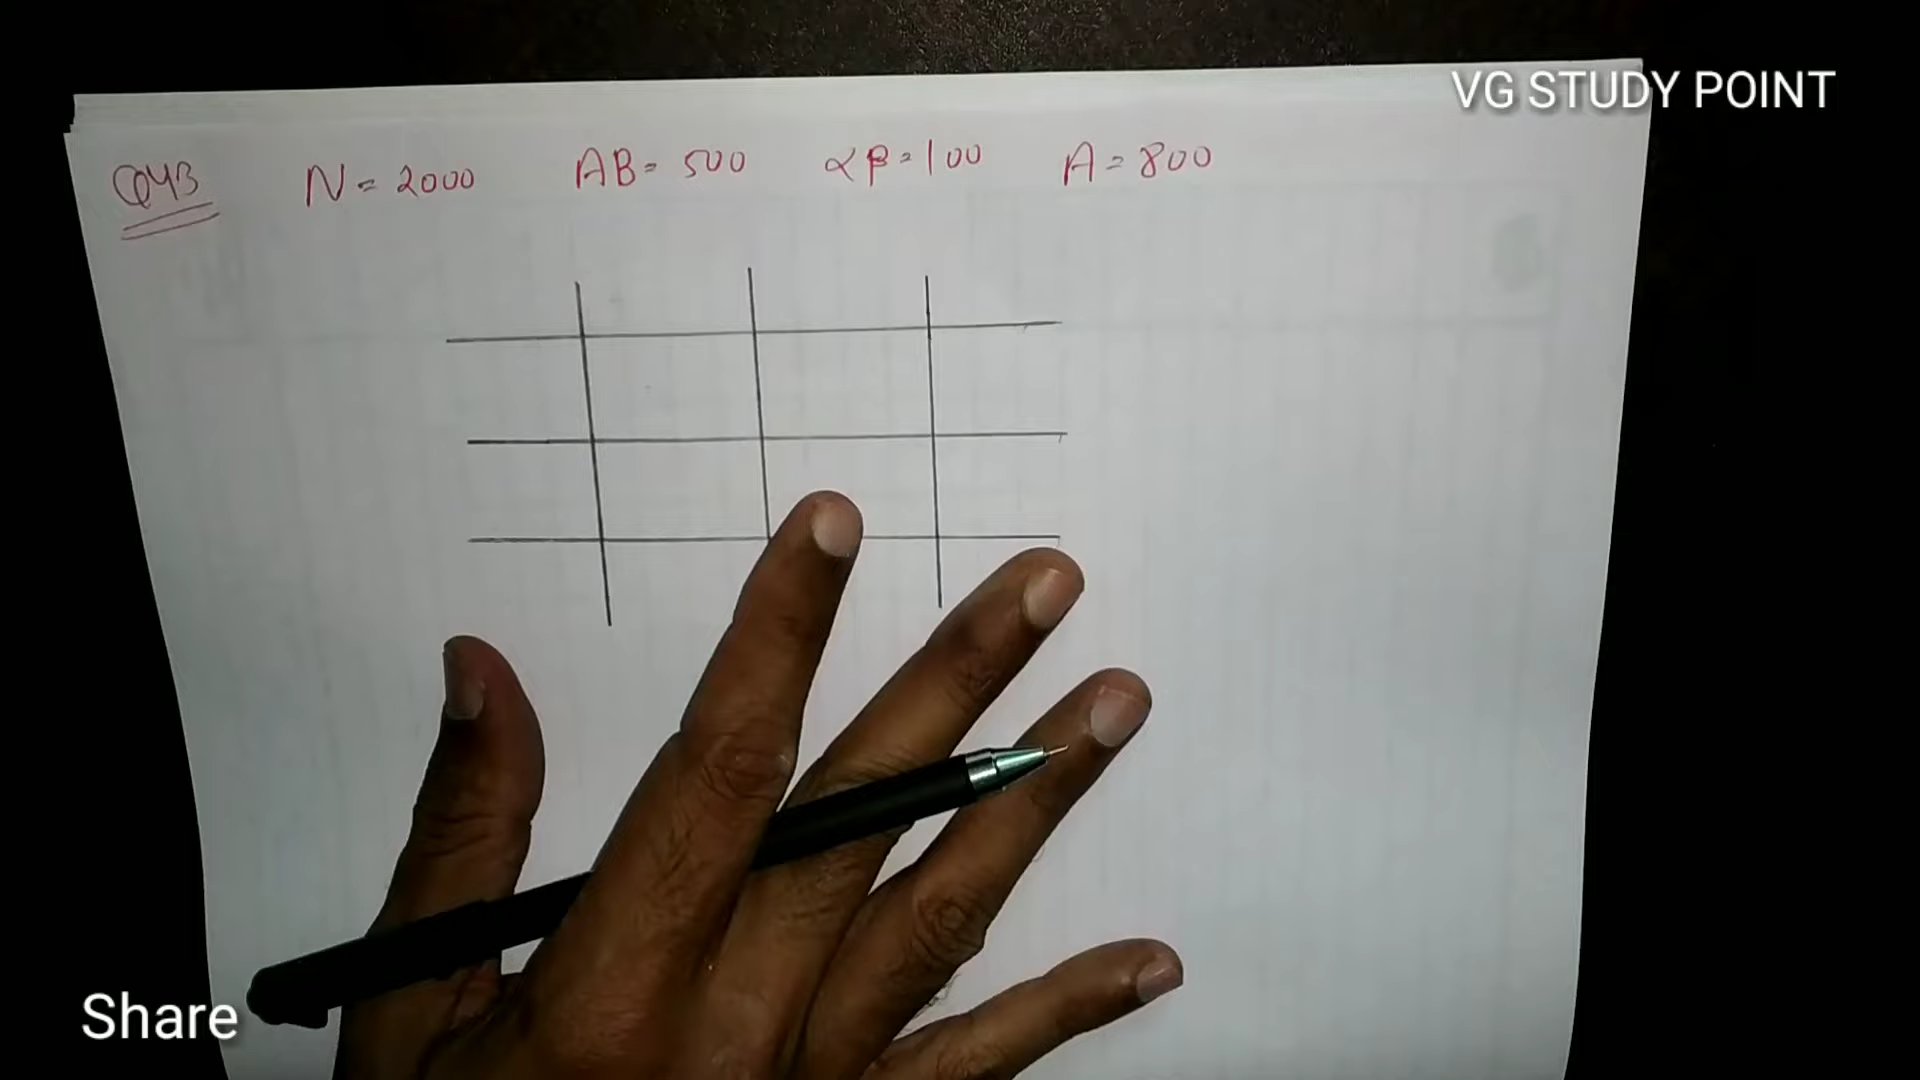 VG STUDY POINT
Q43 N = 2000 AB = 500 αβ = 100 A = 800
Share